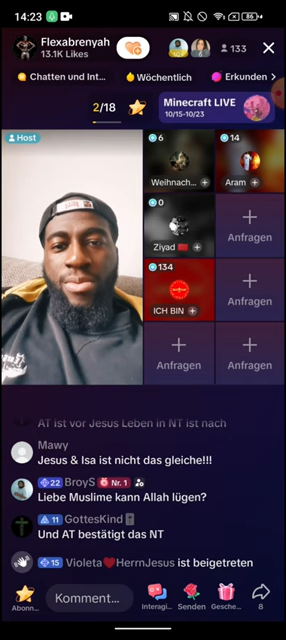 14:23
86
Flexabrenyah
13.1K Likes
133
Chatten und Int...
Wöchentlich
Erkunden
2/18
Minecraft LIVE
10/15-10/23
Host
6
Weihnach...
14
Aram
0
Ziyad
Anfragen
134
ICH BIN
Anfragen
Anfragen
Anfragen
AT ist vor Jesus Leben in NT ist nach
Mawy
Jesus & Isa ist nicht das gleiche!!!
22 BroyS Nr. 1
Liebe Muslime kann Allah lügen?
11 GottesKind
Und AT bestätigt das NT
15 Violeta❤️HerrnJesus ist beigetreten
Kommentar...
Abonn...
Interagi...
Senden
Gesche...
8